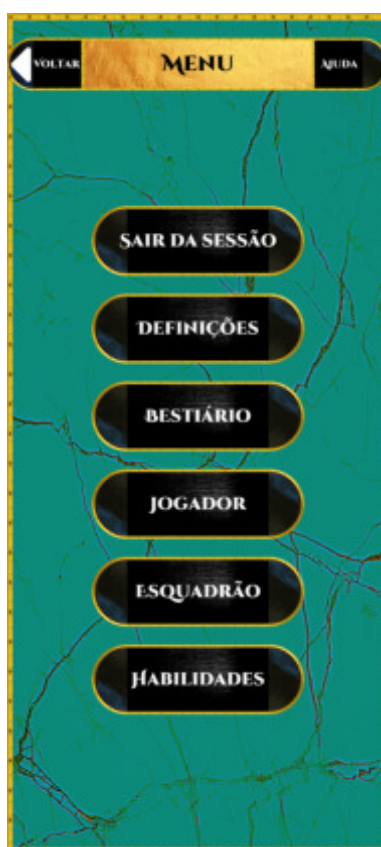 Voltar
Menu
Ajuda
Sair da sessão
Definições
Bestiário
Jogador
Esquadrão
Habilidades